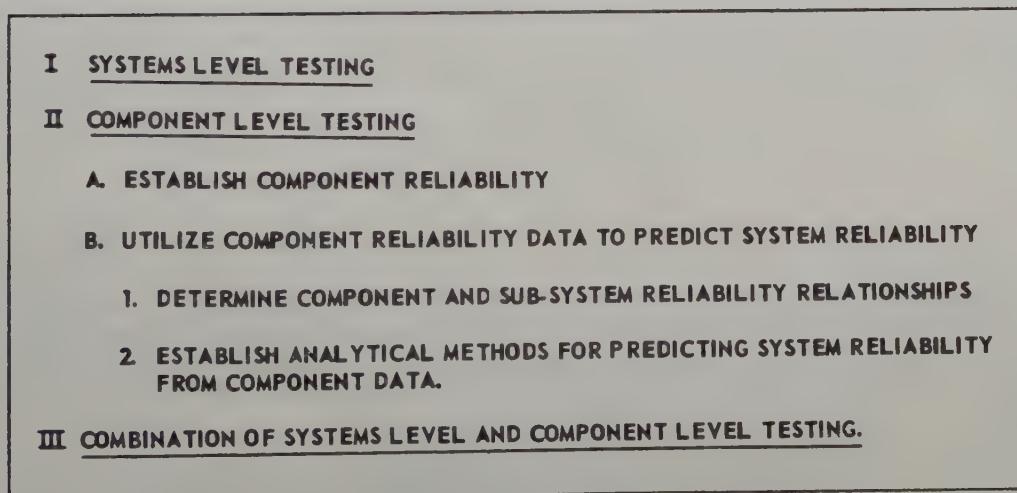 I SYSTEMS LEVEL TESTING
II COMPONENT LEVEL TESTING
A. ESTABLISH COMPONENT RELIABILITY
B. UTILIZE COMPONENT RELIABILITY DATA TO PREDICT SYSTEM RELIABILITY
1. DETERMINE COMPONENT AND SUB-SYSTEM RELIABILITY RELATIONSHIPS
2 ESTABLISH ANALYTICAL METHODS FOR PREDICTING SYSTEM RELIABILITY
FROM COMPONENT DATA.
III COMBINATION OF SYSTEMS LEVEL AND COMPONENT LEVEL TESTING.